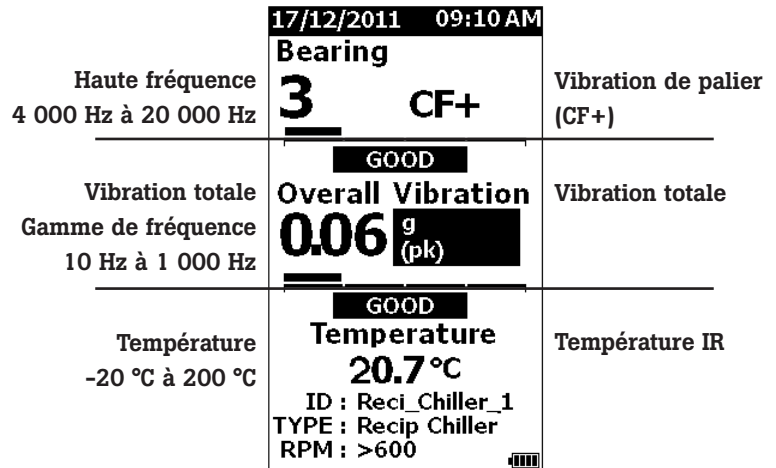 17/12/2011 09:10 AM
Bearing
3 CF+
GOOD
Overall Vibration
0.06 g
(pk)
GOOD
Temperature
20.7 °C
ID : Reci_Chiller_1
TYPE : Recip Chiller
RPM : >600
Haute fréquence
4 000 Hz à 20 000 Hz
Vibration totale
Gamme de fréquence
10 Hz à 1 000 Hz
Température
-20 °C à 200 °C
Vibration de palier
(CF+)
Vibration totale
Température IR